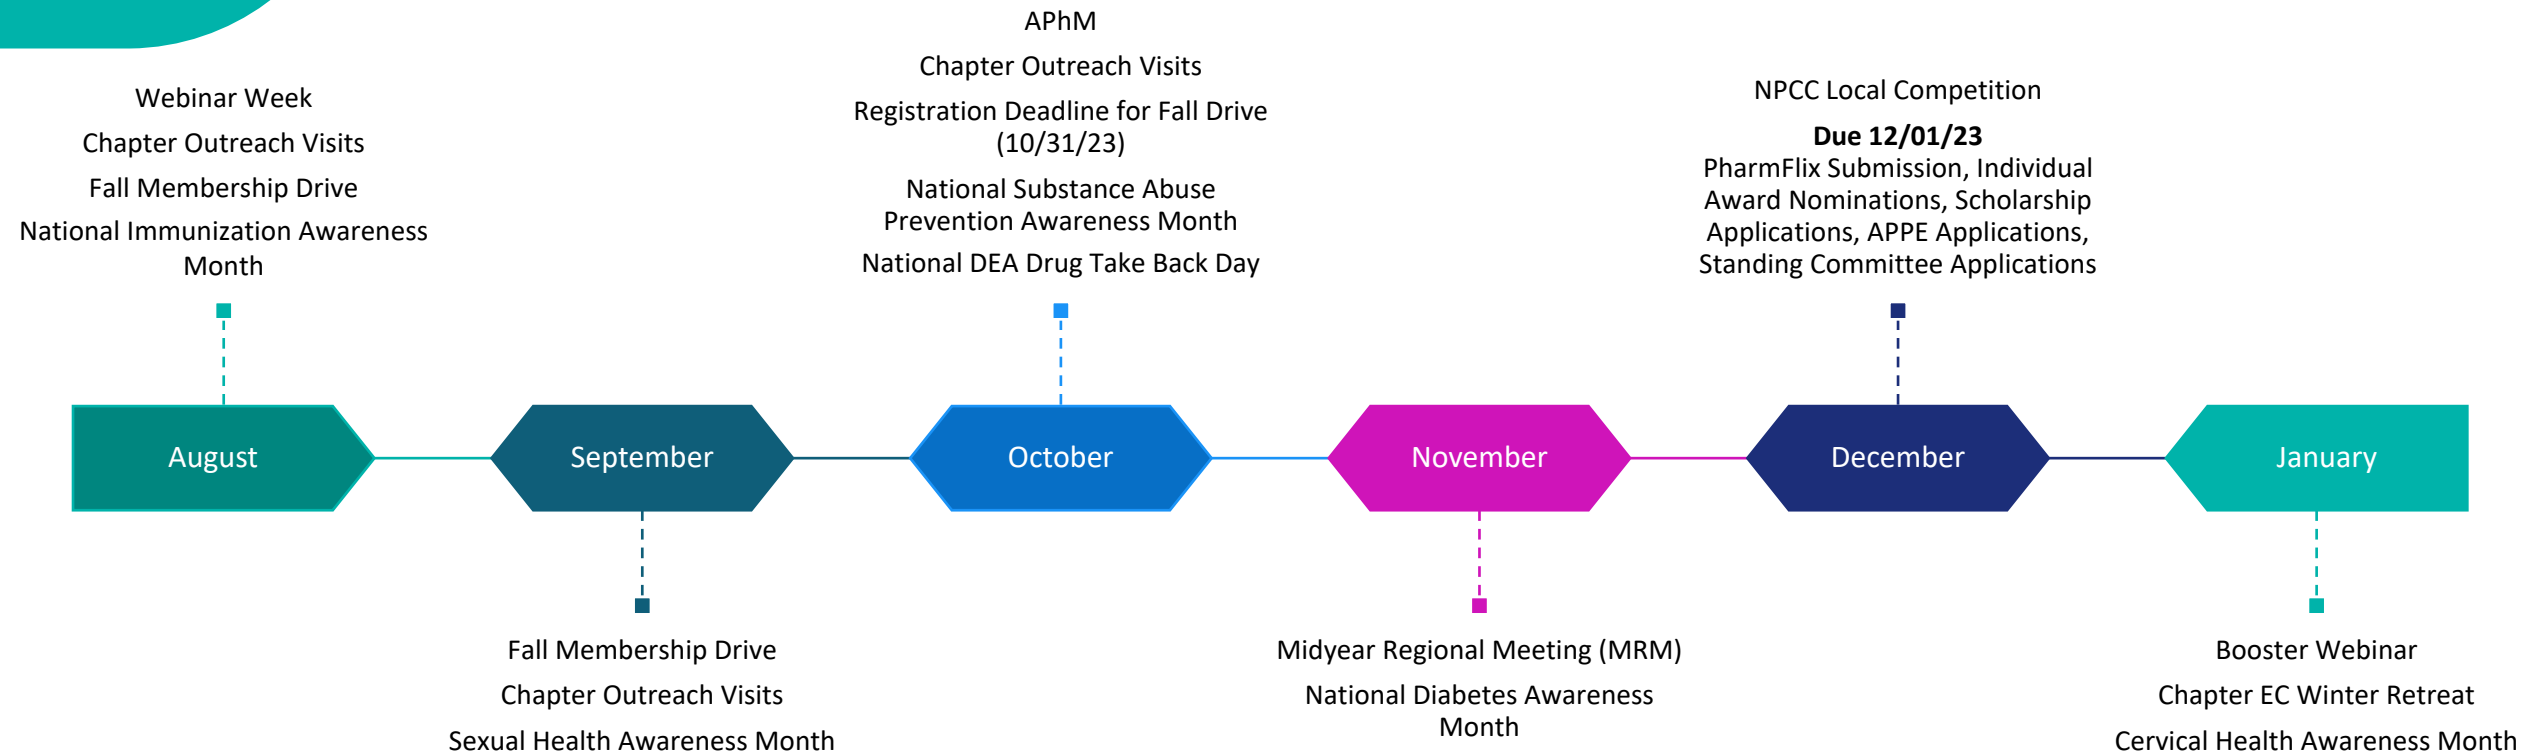 Webinar Week
Chapter Outreach Visits
Fall Membership Drive
National Immunization Awareness
Month
APhM
Chapter Outreach Visits
Registration Deadline for Fall Drive
(10/31/23)
National Substance Abuse
Prevention Awareness Month
National DEA Drug Take Back Day
NPCC Local Competition
Due 12/01/23
PharmFlix Submission, Individual
Award Nominations, Scholarship
Applications, APPE Applications,
Standing Committee Applications
August
September
October
November
December
January
Fall Membership Drive
Chapter Outreach Visits
Sexual Health Awareness Month
Midyear Regional Meeting (MRM)
National Diabetes Awareness
Month
Booster Webinar
Chapter EC Winter Retreat
Cervical Health Awareness Month